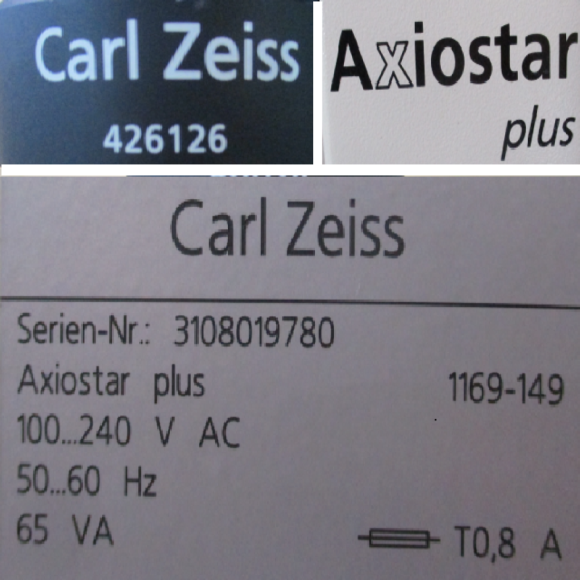 Carl Zeiss
426126
Axiostar
plus
Carl Zeiss
Serien-Nr.: 3108019780
Axiostar plus 1169-149
100...240 V AC
50...60 Hz
65 VA T0,8 A